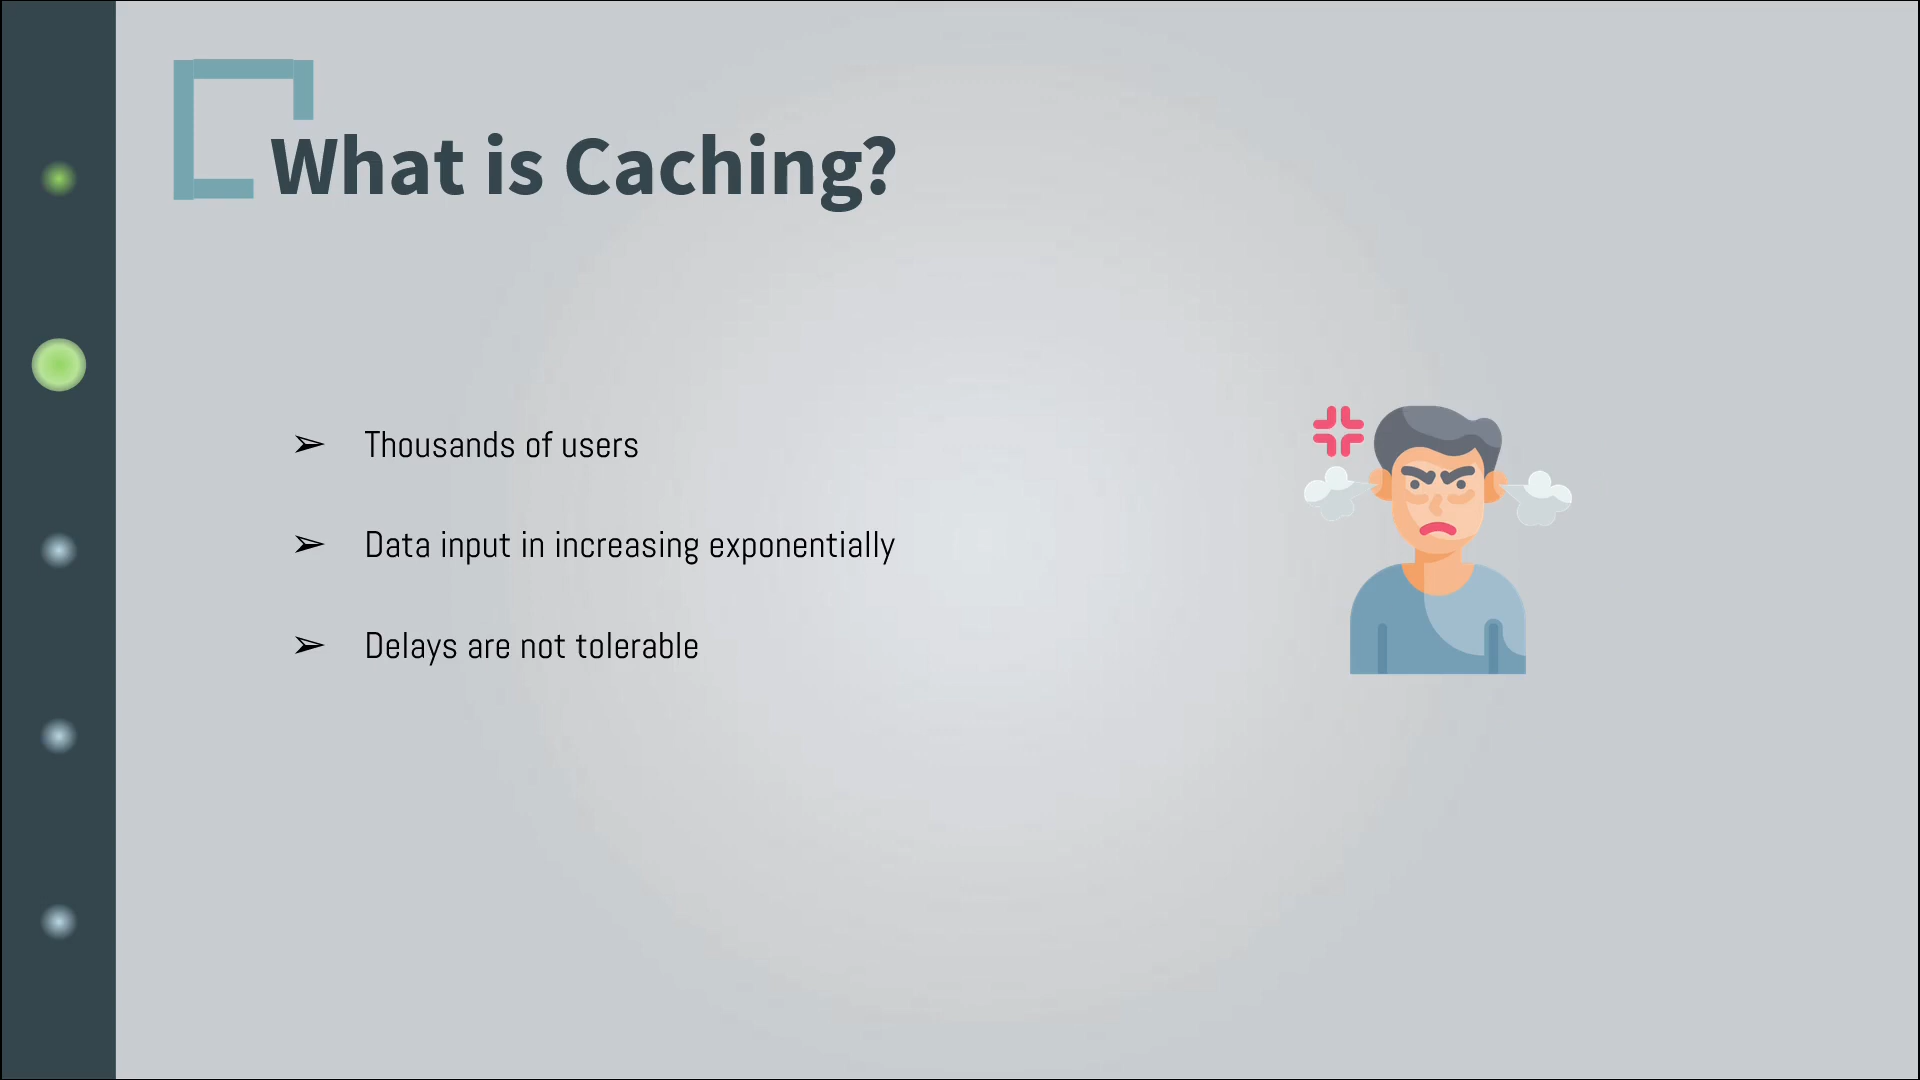 What is Caching?
➢ Thousands of users
➢ Data input in increasing exponentially
➢ Delays are not tolerable